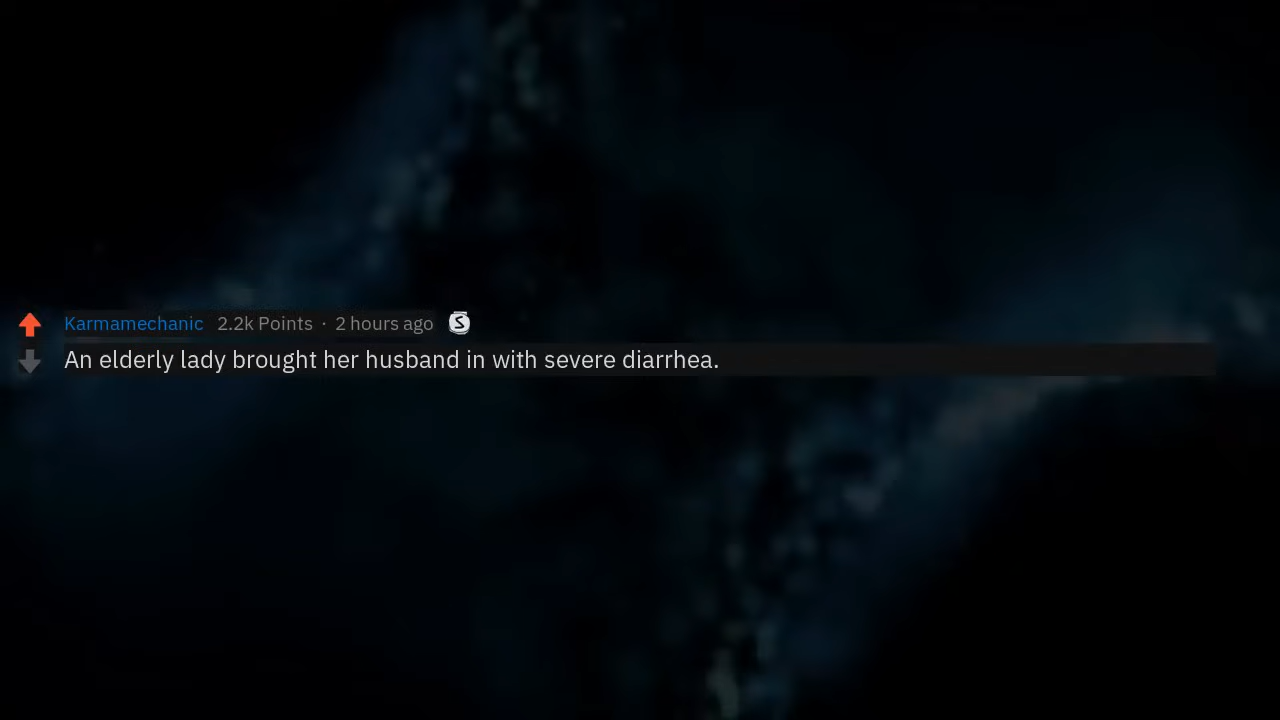 Karmamechanic 2.2k Points · 2 hours ago
An elderly lady brought her husband in with severe diarrhea.